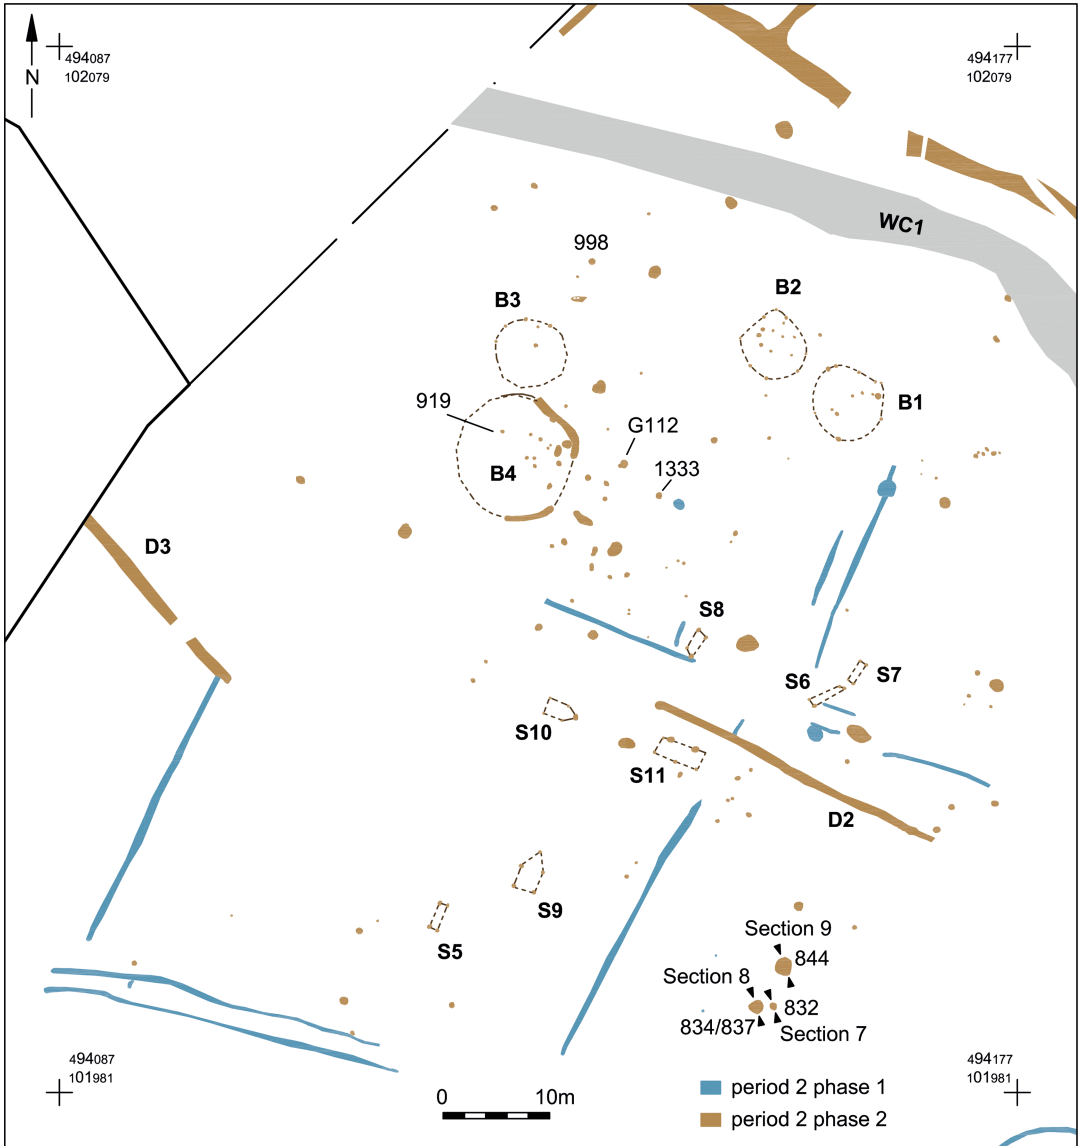 494087
102079
494177
102079
N
WC1
998
B2
B3
B1
919
G112
B4
1333
D3
S8
S6
S7
S10
S11
D2
S9
S5
Section 9
844
Section 8
832
834/837
Section 7
494087
101981
494177
101981
0 10m
period 2 phase 1
period 2 phase 2